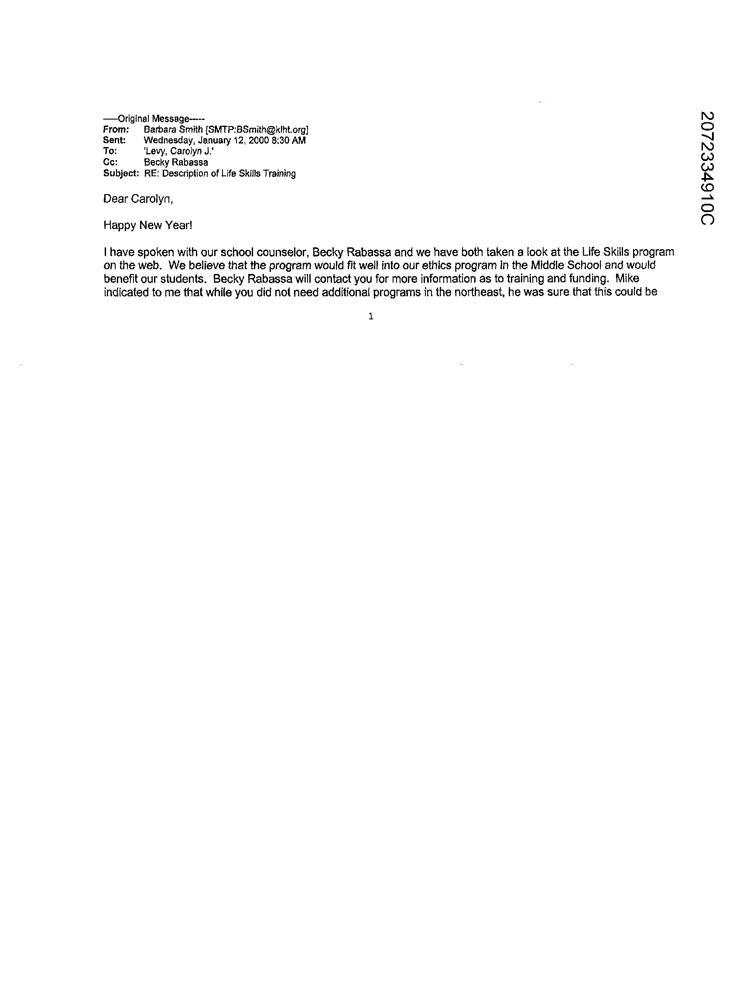 -----Original Message-----
From: Barbara Smith [SMTP:BSmith@klht.org]
Sent: Wednesday, January 12, 2000 8:30 AM
To: 'Levy, Carolyn J.'
Cc: Becky Rabassa
Subject: RE: Description of Life Skills Training
Dear Carolyn,
Happy New Year!
I have spoken with our school counselor, Becky Rabassa and we have both taken a look at the Life Skills program
on the web. We believe that the program would fit well into our ethics program in the Middle School and would
benefit our students. Becky Rabassa will contact you for more information as to training and funding. Mike
indicated to me that while you did not need additional programs in the northeast, he was sure that this could be
1
2072334910C